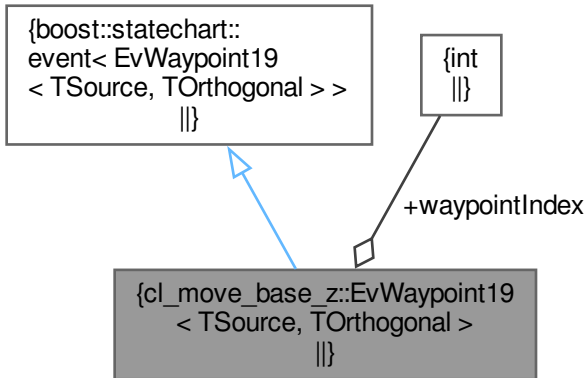 {boost::statechart::
event< EvWaypoint19
< TSource, TOrthogonal > >
||}
{int
||}
+waypointIndex
{cl_move_base_z::EvWaypoint19
< TSource, TOrthogonal >
||}